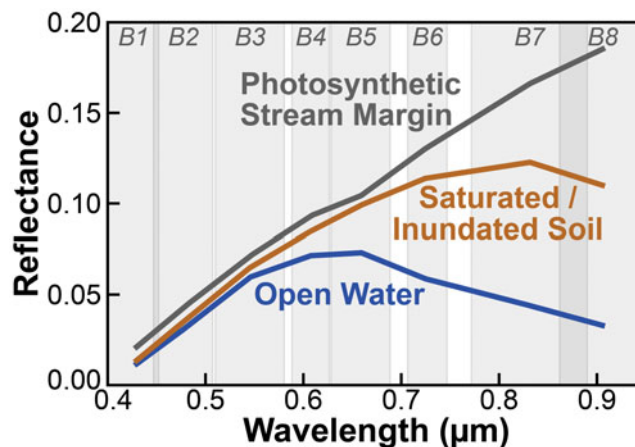 B1 B2 B3 B4 B5 B6 B7 B8
0.20
Photosynthetic
Stream Margin
0.15
Reflectance
0.10
Saturated /
Inundated Soil
0.05
Open Water
0.00
0.4 0.5 0.6 0.7 0.8 0.9
Wavelength (μm)